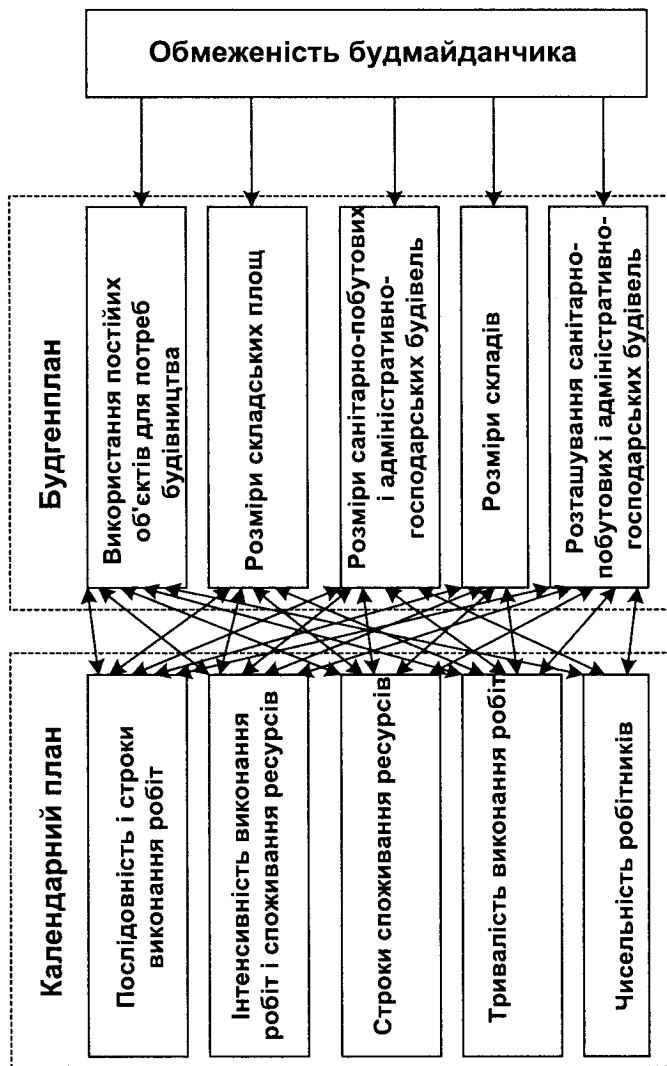 Обмеженість будмайданчика
Будгенплан
Використання постійих
об'єктів для потреб
будівництва
Розміри складських площ
Розміри санітарно-побутових
і адміністративно-
господарських будівель
Розміри складів
Розташування санітарно-
побутових і адміністративно-
господарських будівель
Календарний план
Послідовність і строки
виконання робіт
Інтенсивність виконання
робіт і споживання ресурсів
Строки споживання ресурсів
Тривалість виконання робіт
Чисельність робітників